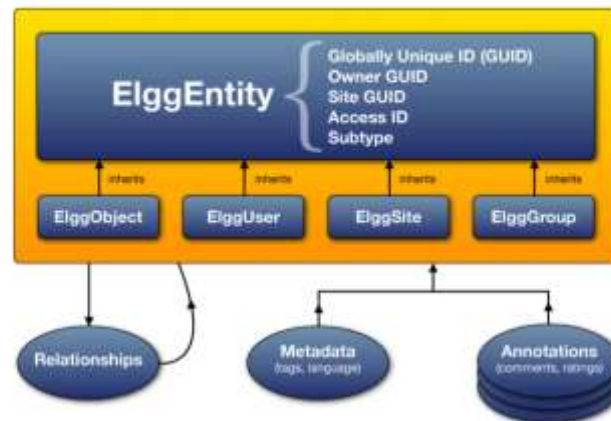 ElggEntity
Globally Unique ID (GUID)
Owner GUID
Site GUID
Access ID
Subtype
inherits
inherits
inherits
inherits
ElggObject
ElggUser
ElggSite
ElggGroup
Relationships
Metadata
(tags, language)
Annotations
(comments, ratings)